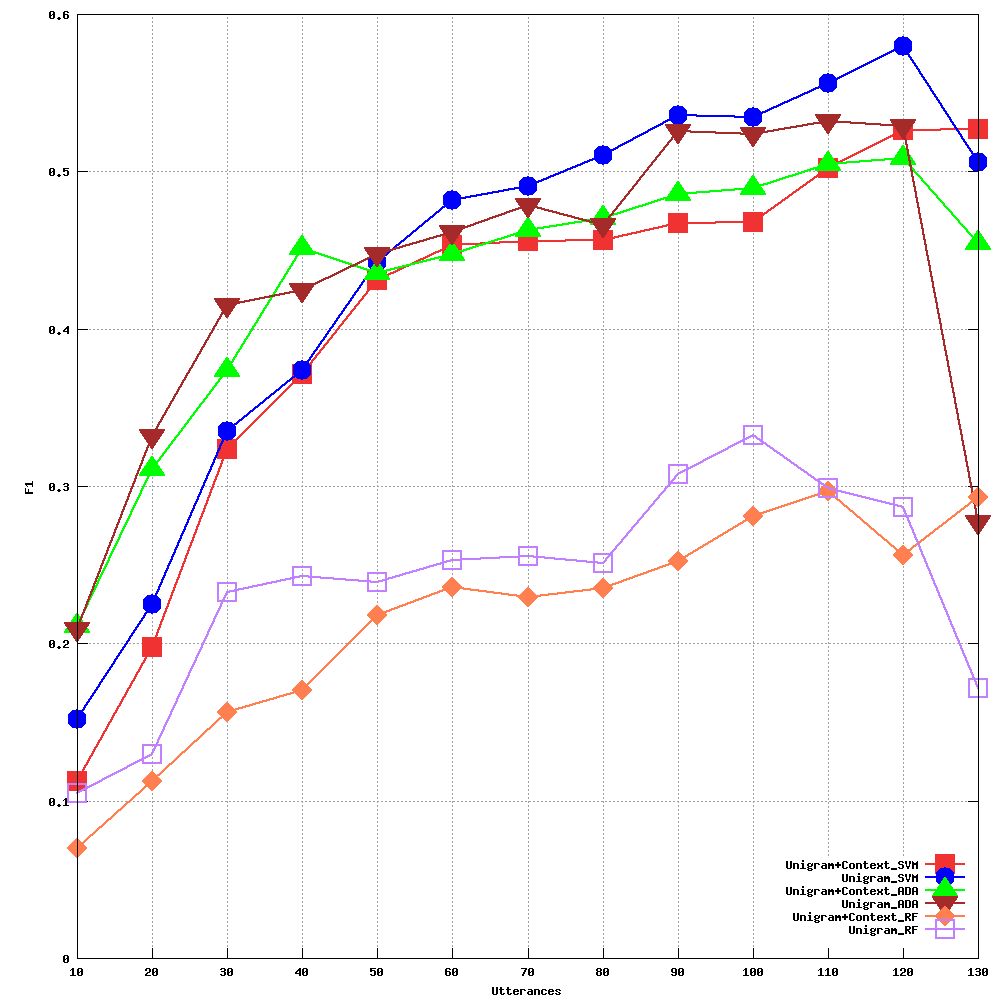 0.6
0.5
0.4
0.3
0.2
0.1
0
F1
10 20 30 40 50 60 70 80 90 100 110 120 130
Utterances
Unigram+Context_SVM
Unigram_SVM
Unigram+Context_ADA
Unigram_ADA
Unigram+Context_RF
Unigram_RF